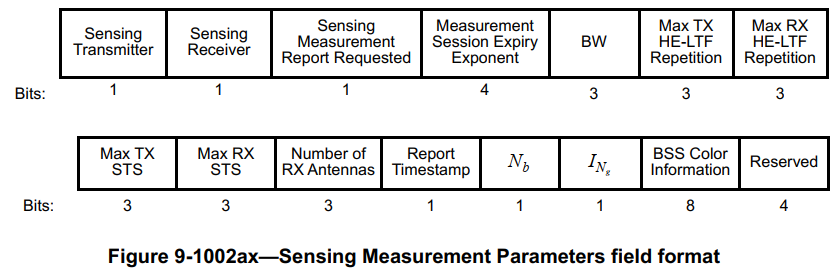 Sensing Transmitter
Sensing Receiver
Sensing Measurement Report Requested
Measurement Session Expiry Exponent
BW
Max TX HE-LTF Repetition
Max RX HE-LTF Repetition
Bits: 1 1 1 4 3 3 3
Max TX STS
Max RX STS
Number of RX Antennas
Report Timestamp
N_b
I_{N_g}
BSS Color Information
Reserved
Bits: 3 3 3 1 1 1 8 4
Figure 9-1002ax—Sensing Measurement Parameters field format